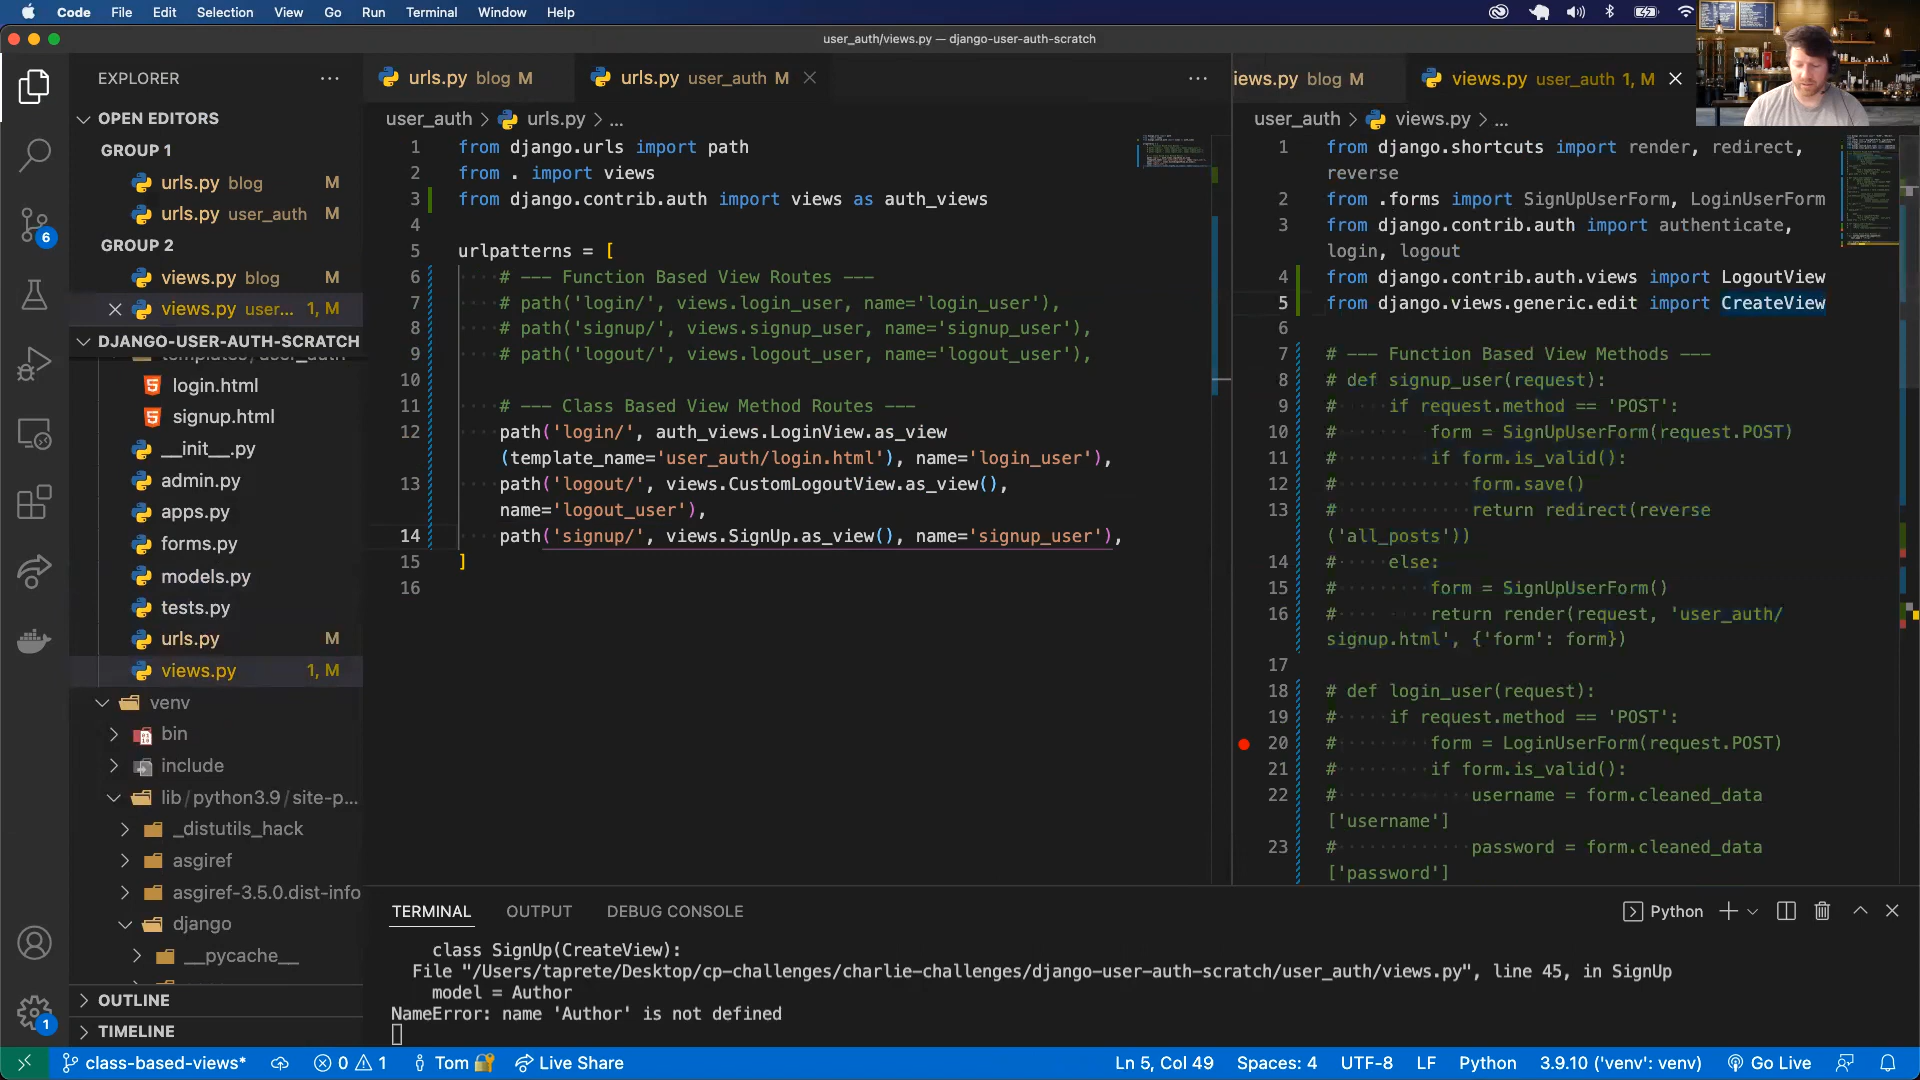 Code File Edit Selection View Go Run Terminal Window Help
user_auth/views.py — django-user-auth-scratch
EXPLORER
OPEN EDITORS
GROUP 1
urls.py blog M
urls.py user_auth M
GROUP 2
views.py blog M
views.py user... 1, M
DJANGO-USER-AUTH-SCRATCH
templates/user_auth
login.html
signup.html
__init__.py
admin.py
apps.py
forms.py
models.py
tests.py
urls.py M
views.py 1, M
venv
bin
include
lib/python3.9/site-p...
_distutils_hack
asgiref
asgiref-3.5.0.dist-info
django
__pycache__
OUTLINE
TIMELINE
6
1
urls.py blog M
urls.py user_auth M
user_auth > urls.py > ...
1 from django.urls import path
2 from . import views
3 from django.contrib.auth import views as auth_views
4
5 urlpatterns = [
6 # --- Function Based View Routes ---
7 # path('login/', views.login_user, name='login_user'),
8 # path('signup/', views.signup_user, name='signup_user'),
9 # path('logout/', views.logout_user, name='logout_user'),
10
11 # --- Class Based View Method Routes ---
12 path('login/', auth_views.LoginView.as_view
(template_name='user_auth/login.html'), name='login_user'),
13 path('logout/', views.CustomLogoutView.as_view(),
name='logout_user'),
14 path('signup/', views.SignUp.as_view(), name='signup_user'),
15 ]
16
iews.py blog M
views.py user_auth 1, M
user_auth > views.py > ...
1 from django.shortcuts import render, redirect,
reverse
2 from .forms import SignUpUserForm, LoginUserForm
3 from django.contrib.auth import authenticate,
login, logout
4 from django.contrib.auth.views import LogoutView
5 from django.views.generic.edit import CreateView
6
7 # --- Function Based View Methods ---
8 # def signup_user(request):
9 # if request.method == 'POST':
10 # form = SignUpUserForm(request.POST)
11 # if form.is_valid():
12 # form.save()
13 # return redirect(reverse
('all_posts'))
14 # else:
15 # form = SignUpUserForm()
16 # return render(request, 'user_auth/
signup.html', {'form': form})
17
18 # def login_user(request):
19 # if request.method == 'POST':
20 # form = LoginUserForm(request.POST)
21 # if form.is_valid():
22 # username = form.cleaned_data
['username']
23 # password = form.cleaned_data
['password']
TERMINAL OUTPUT DEBUG CONSOLE
Python
class SignUp(CreateView):
File "/Users/taprete/Desktop/cp-challenges/charlie-challenges/django-user-auth-scratch/user_auth/views.py", line 45, in SignUp
model = Author
NameError: name 'Author' is not defined
class-based-views* 0 1 Tom Live Share Ln 5, Col 49 Spaces: 4 UTF-8 LF Python 3.9.10 ('venv': venv) Go Live